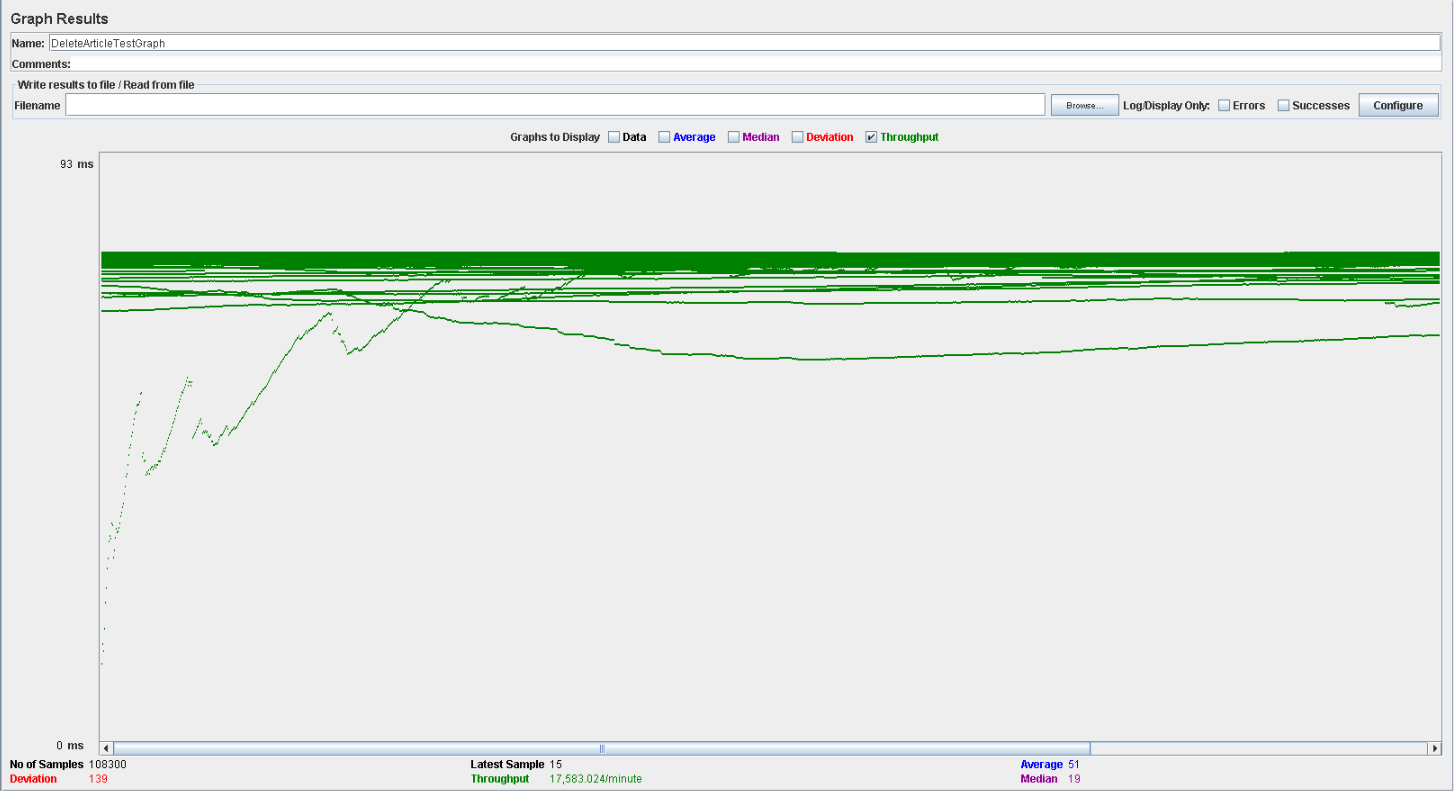 Graph Results
Name: DeleteArticleTestGraph
Comments:
Write results to file / Read from file
Filename Browse... Log/Display Only: Errors Successes Configure
Graphs to Display Data Average Median Deviation Throughput
93 ms
0 ms
No of Samples 108300 Latest Sample 15 Average 51
Deviation 139 Throughput 17,583.024/minute Median 19